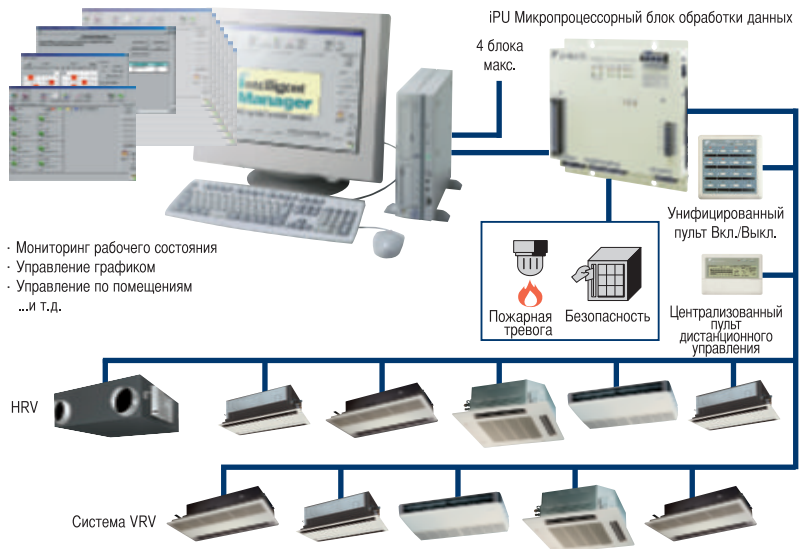 iPU Микропроцессорный блок обработки данных
4 блока
макс.
intelligent
Manager
Унифицированный
пульт Вкл./Выкл.
· Мониторинг рабочего состояния
· Управление графиком
· Управление по помещениям
...и т.д.
Пожарная
тревога
Безопасность
Централизованный
пульт
дистанционного
управления
HRV
Система VRV